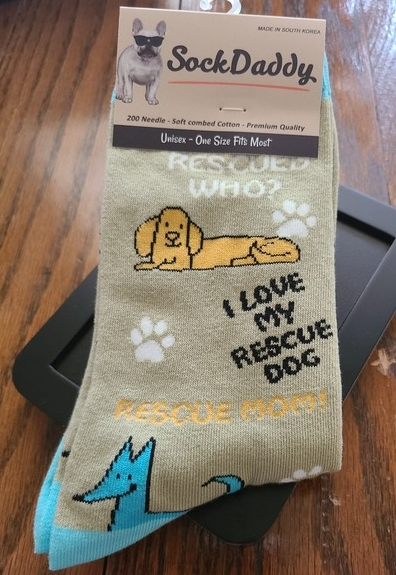 MADE IN SOUTH KOREA
SockDaddy
200 Needle - Soft combed Cotton - Premium Quality
Unisex - One Size Fits Most
RESCUED
WHO?
I LOVE
MY
RESCUE
DOG
RESCUE MOM!